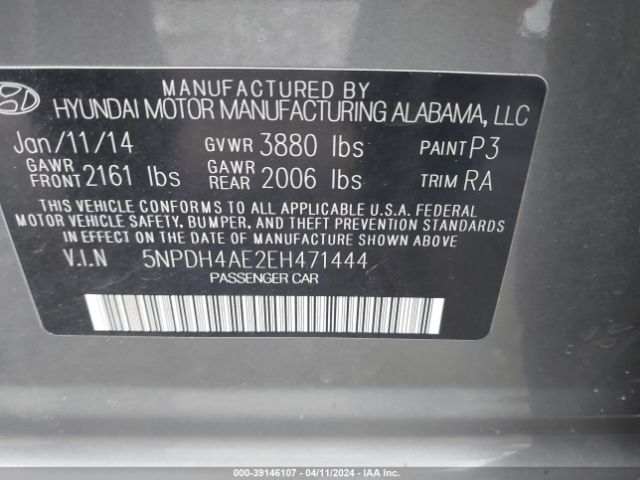 MANUFACTURED BY
HYUNDAI MOTOR MANUFACTURING ALABAMA, LLC
Jan/11/14 GVWR 3880 lbs PAINT P3
GAWR FRONT 2161 lbs GAWR REAR 2006 lbs TRIM RA
THIS VEHICLE CONFORMS TO ALL APPLICABLE U.S.A. FEDERAL
MOTOR VEHICLE SAFETY, BUMPER, AND THEFT PREVENTION STANDARDS
IN EFFECT ON THE DATE OF MANUFACTURE SHOWN ABOVE
V.I.N 5NPDH4AE2EH471444
PASSENGER CAR
000-39146107 - 04/11/2024 - © IAA